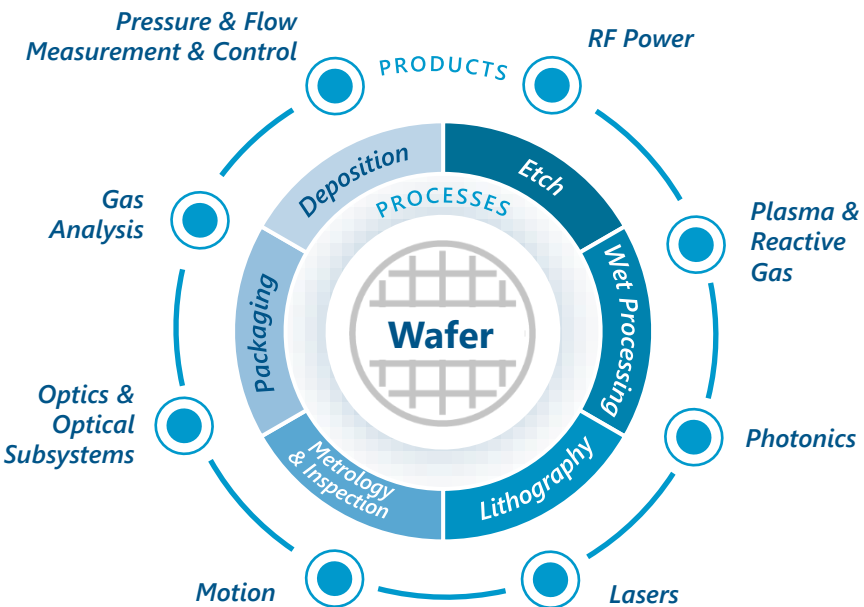 Pressure & Flow
Measurement & Control
PRODUCTS
RF Power
Deposition
Etch
PROCESSES
Gas
Analysis
Plasma &
Reactive
Gas
Packaging
Wet Processing
Wafer
Optics &
Optical
Subsystems
Photonics
Metrology
& Inspection
Lithography
Motion
Lasers